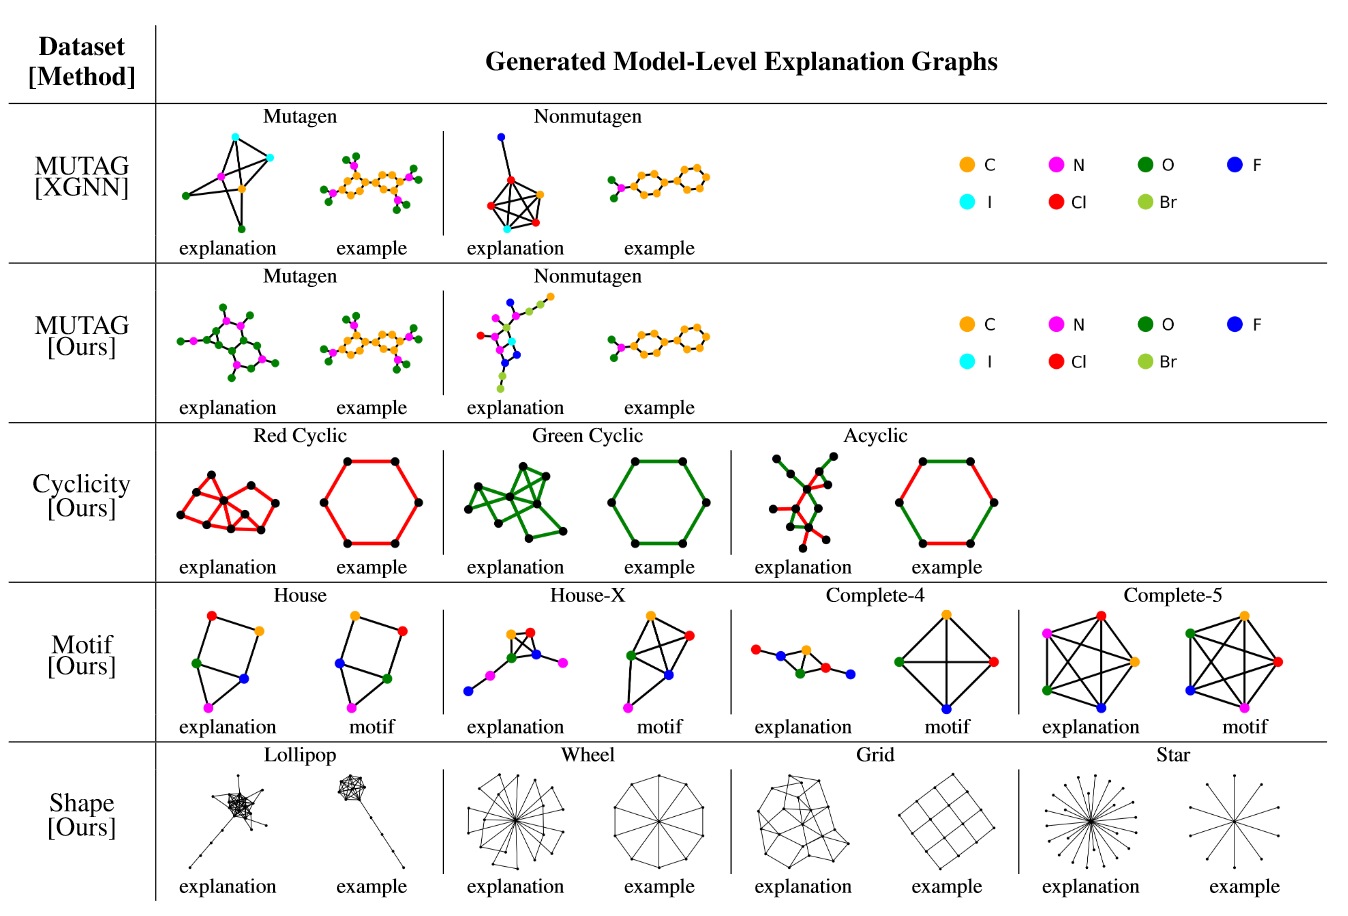 Dataset
[Method]
Generated Model-Level Explanation Graphs
MUTAG
[XGNN]
Mutagen
Nonmutagen
explanation
example
explanation
example
C
N
O
F
I
Cl
Br
MUTAG
[Ours]
Mutagen
Nonmutagen
explanation
example
explanation
example
C
N
O
F
I
Cl
Br
Cyclicity
[Ours]
Red Cyclic
Green Cyclic
Acyclic
explanation
example
explanation
example
explanation
example
Motif
[Ours]
House
House-X
Complete-4
Complete-5
explanation
motif
explanation
motif
explanation
motif
explanation
motif
Shape
[Ours]
Lollipop
Wheel
Grid
Star
explanation
example
explanation
example
explanation
example
explanation
example